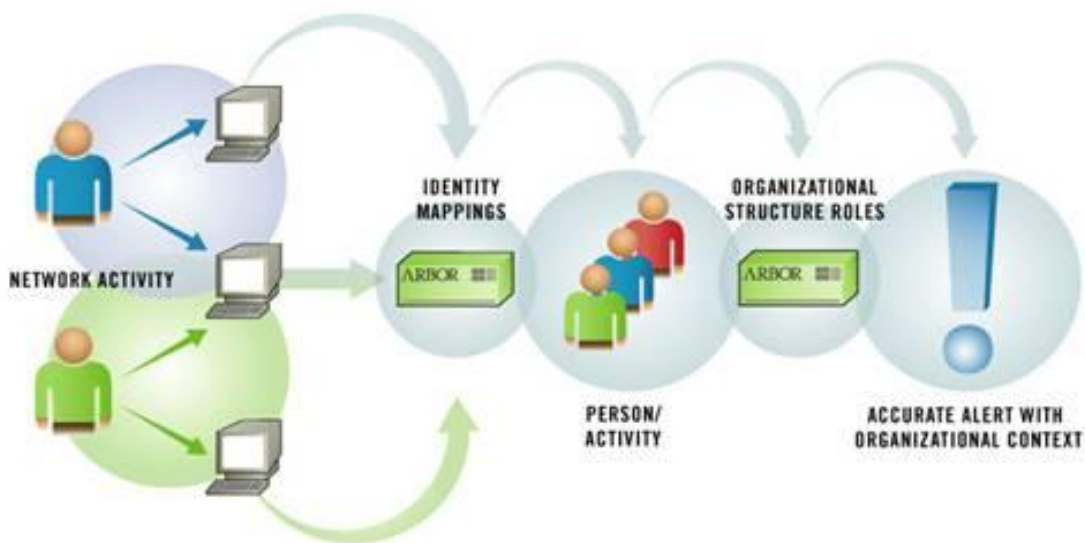 NETWORK ACTIVITY
IDENTITY
MAPPINGS
ARBOR
PERSON/
ACTIVITY
ORGANIZATIONAL
STRUCTURE ROLES
ARBOR
ACCURATE ALERT WITH
ORGANIZATIONAL CONTEXT